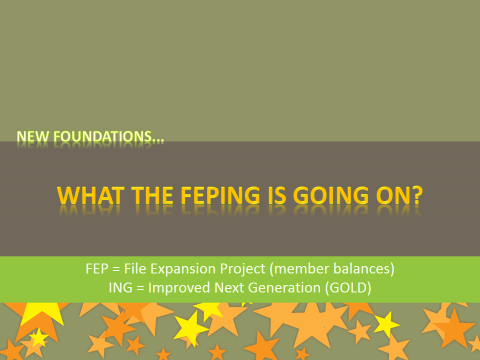 NEW FOUNDATIONS...
WHAT THE FEPING IS GOING ON?
FEP = File Expansion Project (member balances)
ING = Improved Next Generation (GOLD)